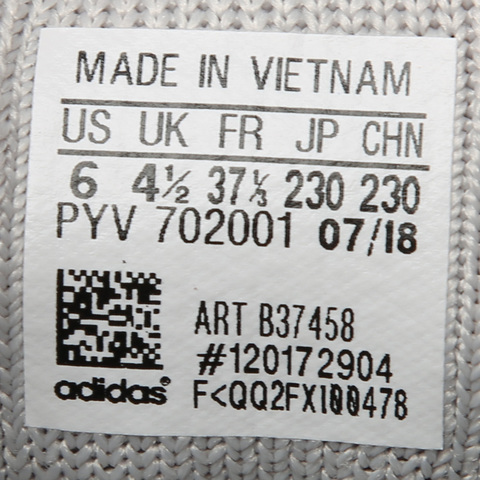 MADE IN VIETNAM
US UK FR JP CHN
6 4½ 37⅓ 230 230
PYV 702001 07/18
ART B37458
#120172904
adidas® F<QQ2FX100478